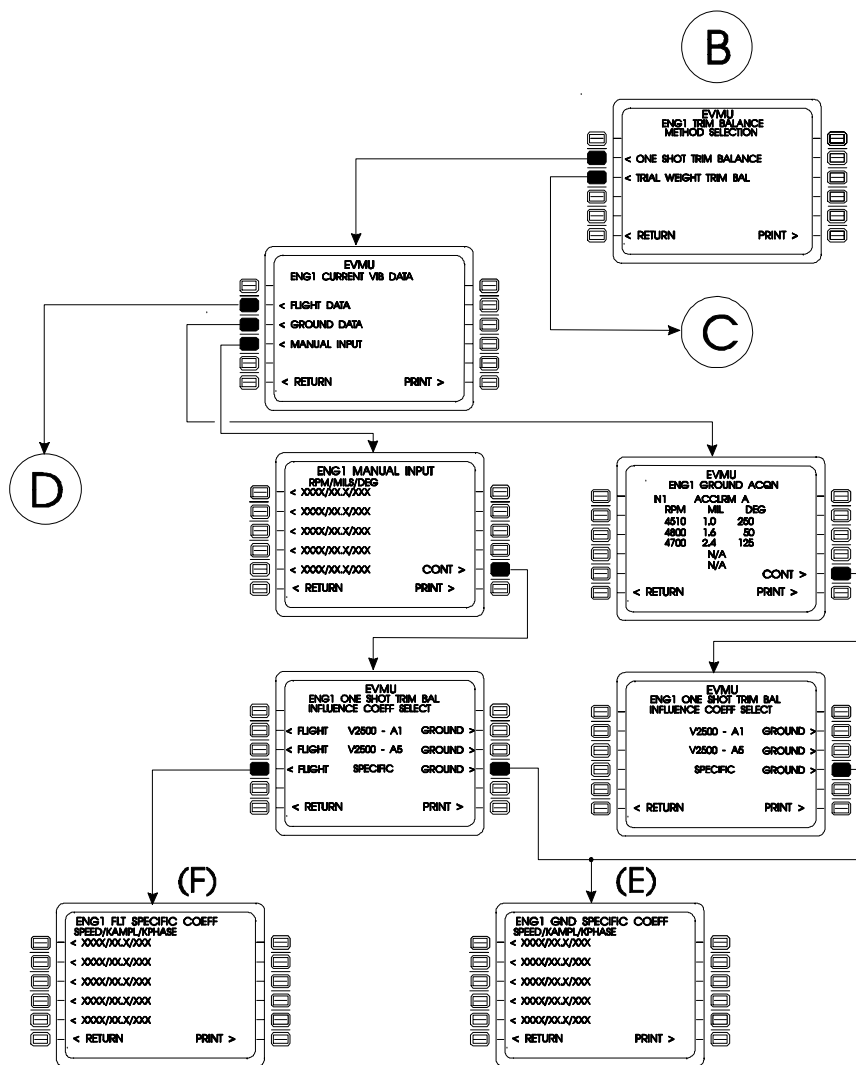 B
EVMU
ENG1 TRIM BALANCE
METHOD SELECTION
< ONE SHOT TRIM BALANCE
< TRIAL WEIGHT TRIM BAL
< RETURN PRINT >
EVMU
ENG1 CURRENT VIB DATA
< FLIGHT DATA
< GROUND DATA
< MANUAL INPUT
< RETURN PRINT >
C
D
ENG1 MANUAL INPUT
RPM/MILS/DEG
< XXXX/XX.X/XXX
< XXXX/XX.X/XXX
< XXXX/XX.X/XXX
< XXXX/XX.X/XXX
< XXXX/XX.X/XXX CONT >
< RETURN PRINT >
EVMU
ENG1 GROUND ACQN
N1 ACCLRM A
RPM MIL DEG
4510 1.0 250
4600 1.6 50
4700 2.4 125
N/A
N/A
CONT >
< RETURN PRINT >
EVMU
ENG1 ONE SHOT TRIM BAL
INFLUENCE COEFF SELECT
< FLIGHT V2500 - A1 GROUND >
< FLIGHT V2500 - A5 GROUND >
< FLIGHT SPECIFIC GROUND >
< RETURN PRINT >
EVMU
ENG1 ONE SHOT TRIM BAL
INFLUENCE COEFF SELECT
V2500 - A1 GROUND >
V2500 - A5 GROUND >
SPECIFIC GROUND >
< RETURN PRINT >
(F)
ENG1 FLT SPECIFIC COEFF
SPEED/KAMPL/KPHASE
< XXXX/XX.X/XXX
< XXXX/XX.X/XXX
< XXXX/XX.X/XXX
< XXXX/XX.X/XXX
< XXXX/XX.X/XXX
< RETURN PRINT >
(E)
ENG1 GND SPECIFIC COEFF
SPEED/KAMPL/KPHASE
< XXXX/XX.X/XXX
< XXXX/XX.X/XXX
< XXXX/XX.X/XXX
< XXXX/XX.X/XXX
< XXXX/XX.X/XXX
< RETURN PRINT >